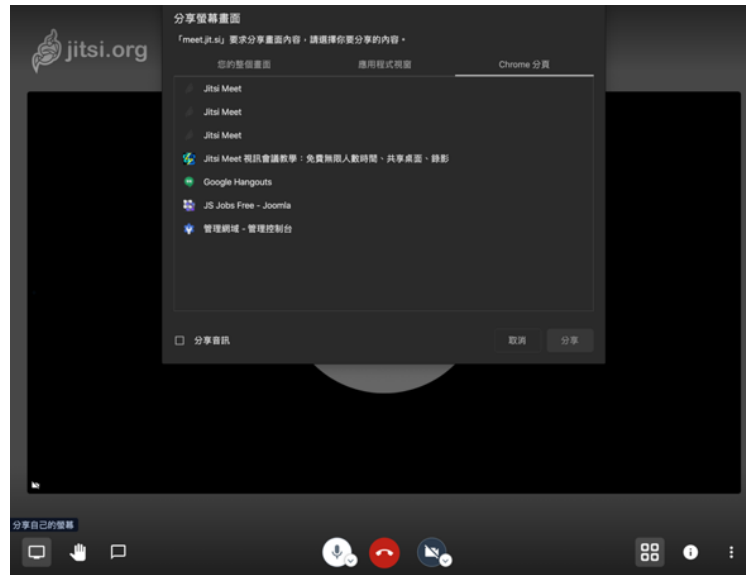 jitsi.org
分享螢幕畫面
「meet.jit.si」要求分享畫面內容，請選擇你要分享的內容。
您的整個畫面 應用程式視窗 Chrome 分頁
Jitsi Meet
Jitsi Meet
Jitsi Meet
Jitsi Meet 視訊會議教學：免費無限人數時間、共享桌面、錄影
Google Hangouts
JS Jobs Free - Joomla
管理網域 - 管理控制台
分享音訊
取消 分享
分享自己的螢幕